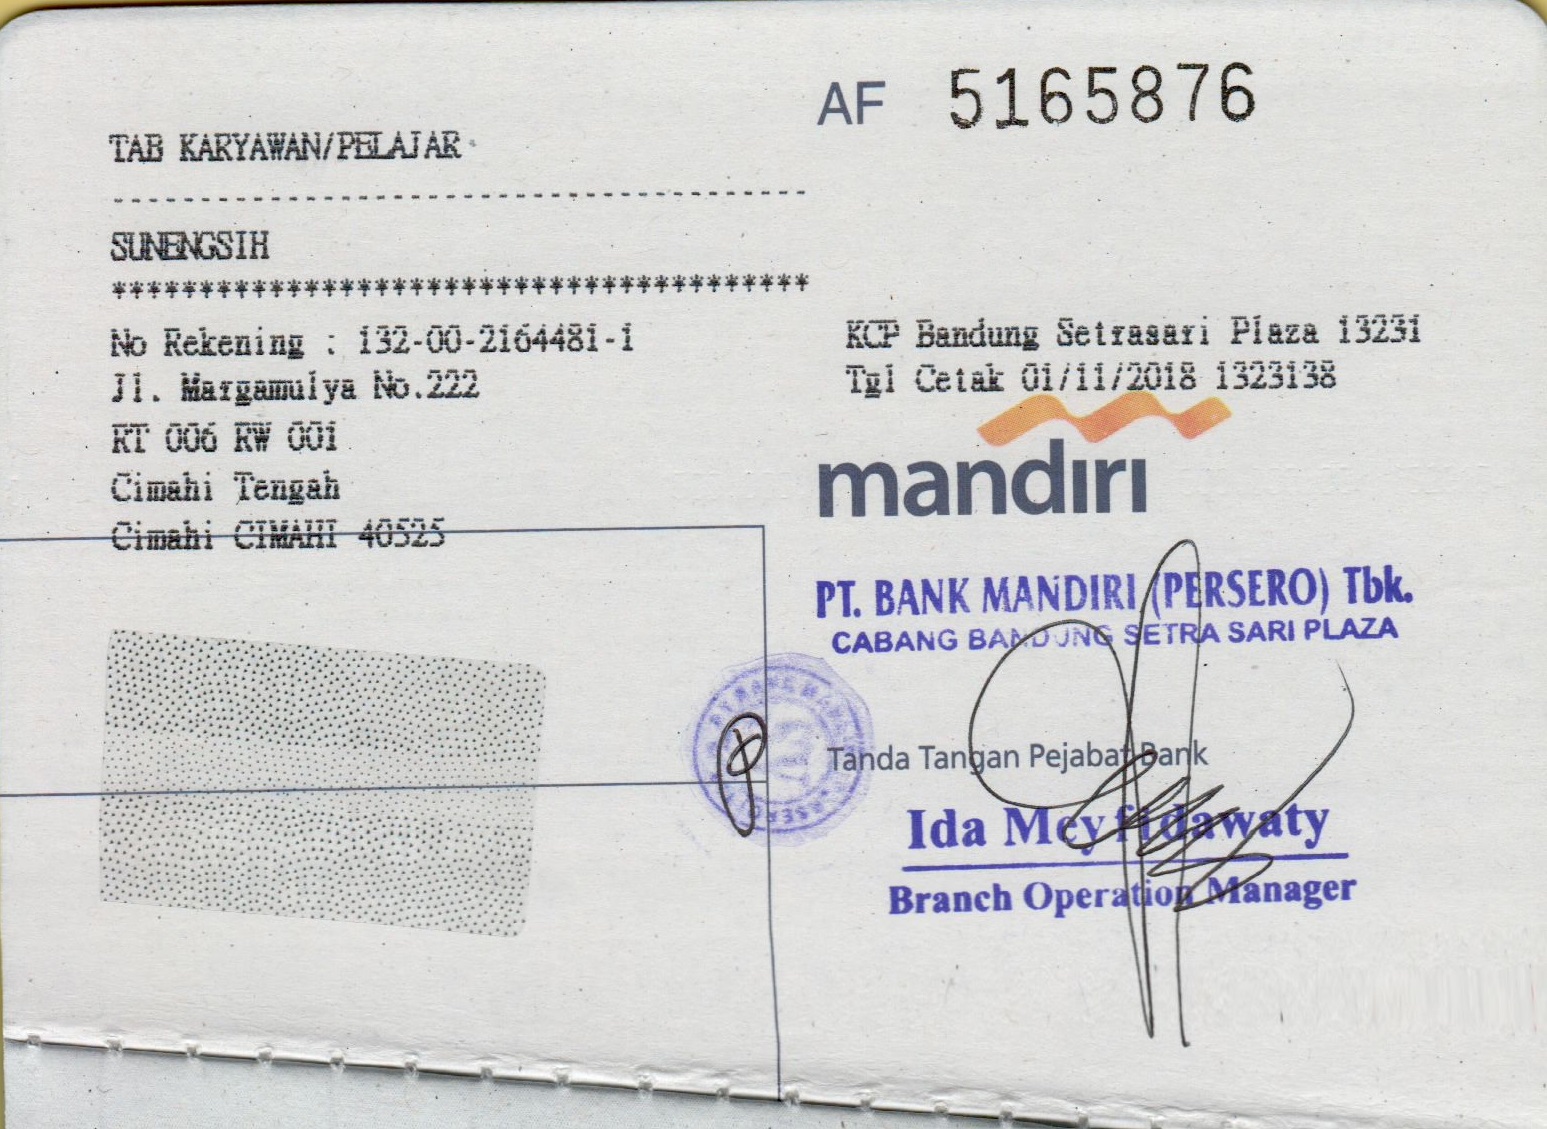 AF 5165876
TAB KARYAWAN/PELAJAR
---------------------------------------
SUNENGSIH
****************************************
No Rekening : 132-00-2164481-1
Jl. Margamulya No.222
RT 006 RW 001
Cimahi Tengah
Cimahi CIMAHI 40525
KCP Bandung Setrasari Plaza 13231
Tgl Cetak 01/11/2018 1323138
mandiri
PT. BANK MANDIRI (PERSERO) Tbk.
CABANG BANDUNG SETRA SARI PLAZA
Tanda Tangan Pejabat Bank
Ida Meyfidawaty
Branch Operation Manager